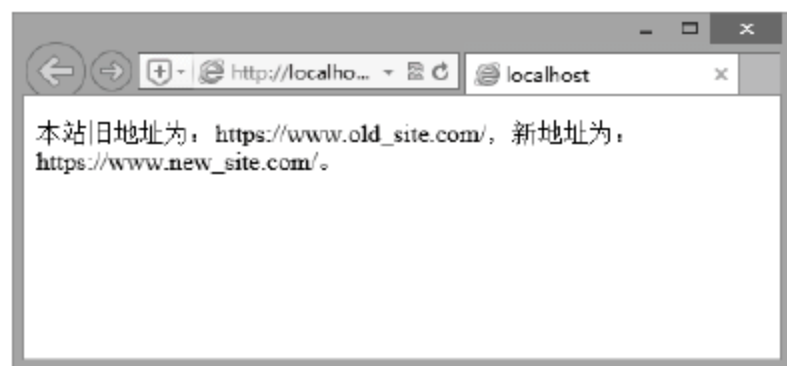 http://localho...
localhost
本站旧地址为：https://www.old_site.com/，新地址为：
https://www.new_site.com/。